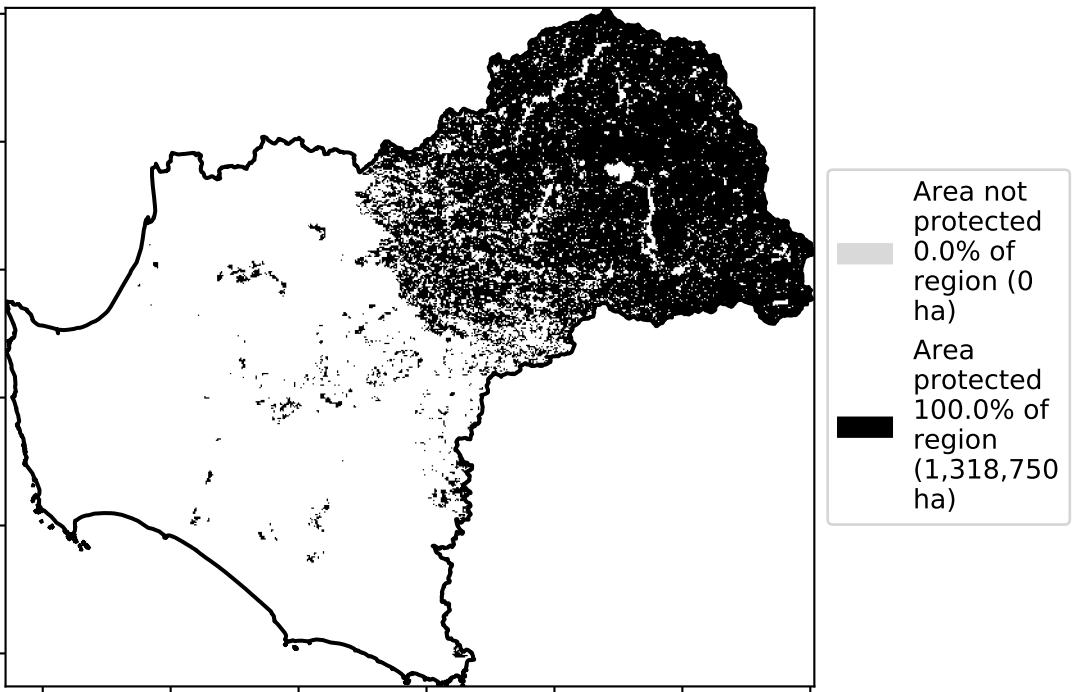 Area not
protected
0.0% of
region (0
ha)
Area
protected
100.0% of
region
(1,318,750
ha)